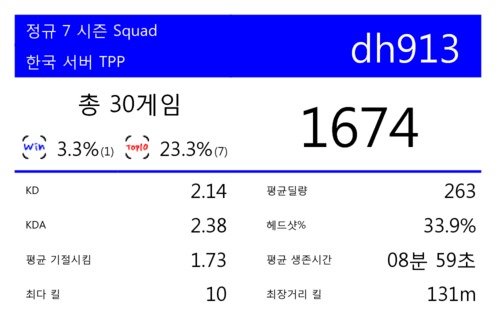 정규 7 시즌 Squad
한국 서버 TPP
dh913
총 30게임
Win 3.3%(1) Top10 23.3%(7)
1674
KD 2.14 평균딜량 263
KDA 2.38 헤드샷% 33.9%
평균 기절시킴 1.73 평균 생존시간 08분 59초
최다 킬 10 최장거리 킬 131m